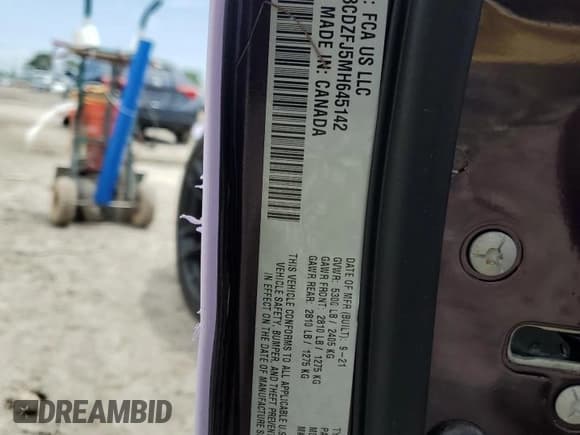 : FCA US LLC
MADE IN: CANADA
3CDZFJ5MH645142
DATE OF MFR (BUILT): 9-21
GVWR: 5300 LB / 2405 KG
GAWR FRONT: 2810 LB / 1275 KG
GAWR REAR: 2810 LB / 1275 KG
THIS VEHICLE CONFORMS TO ALL APPLICABLE U.S.
VEHICLE SAFETY, BUMPER, AND THEFT PREVENT
IN EFFECT ON THE DATE OF MANUFACTURE S
DREAMBID